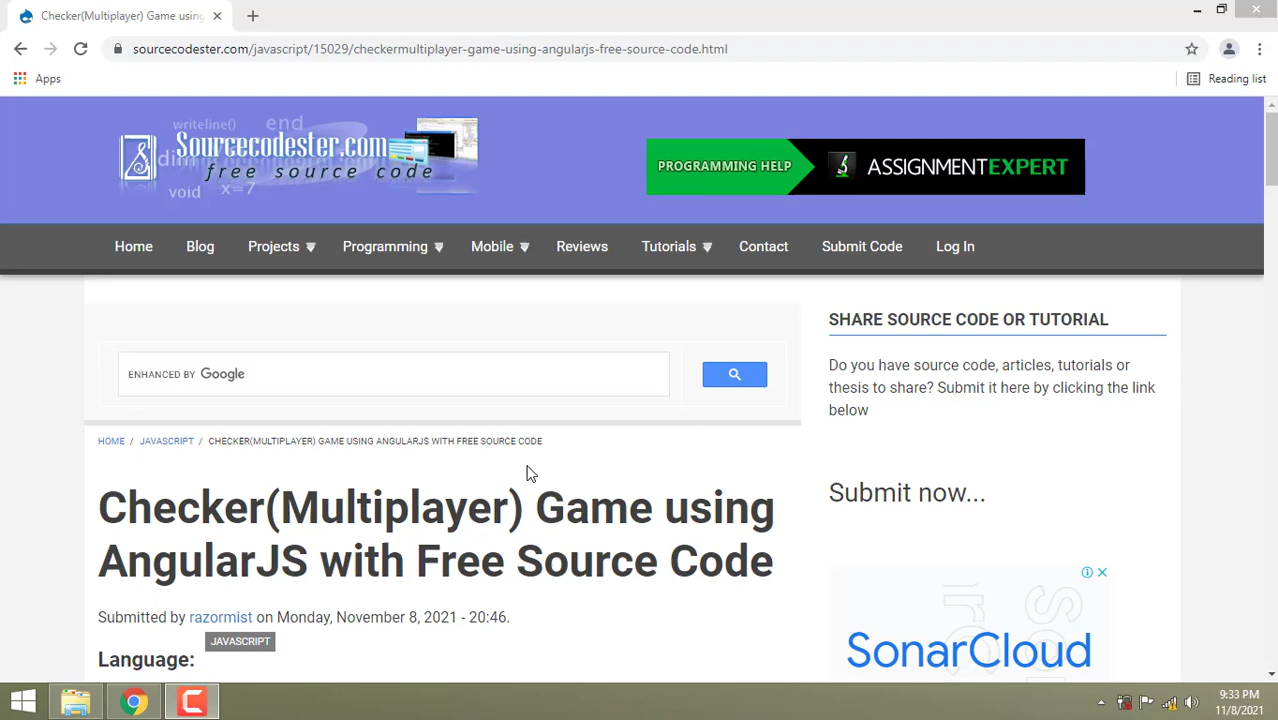 Checker(Multiplayer) Game using
sourcecodester.com/javascript/15029/checkermultiplayer-game-using-angularjs-free-source-code.html
Apps
Reading list
writeline()
end
Sourcecodester.com
dim
free source code
void
x=7
PROGRAMMING HELP
ASSIGNMENTEXPERT
Home
Blog
Projects
Programming
Mobile
Reviews
Tutorials
Contact
Submit Code
Log In
ENHANCED BY Google
SHARE SOURCE CODE OR TUTORIAL
Do you have source code, articles, tutorials or
thesis to share? Submit it here by clicking the link
below
Submit now...
HOME / JAVASCRIPT / CHECKER(MULTIPLAYER) GAME USING ANGULARJS WITH FREE SOURCE CODE
Checker(Multiplayer) Game using
AngularJS with Free Source Code
Submitted by razormist on Monday, November 8, 2021 - 20:46.
JAVASCRIPT
Language:
SonarCloud
9:33 PM
11/8/2021